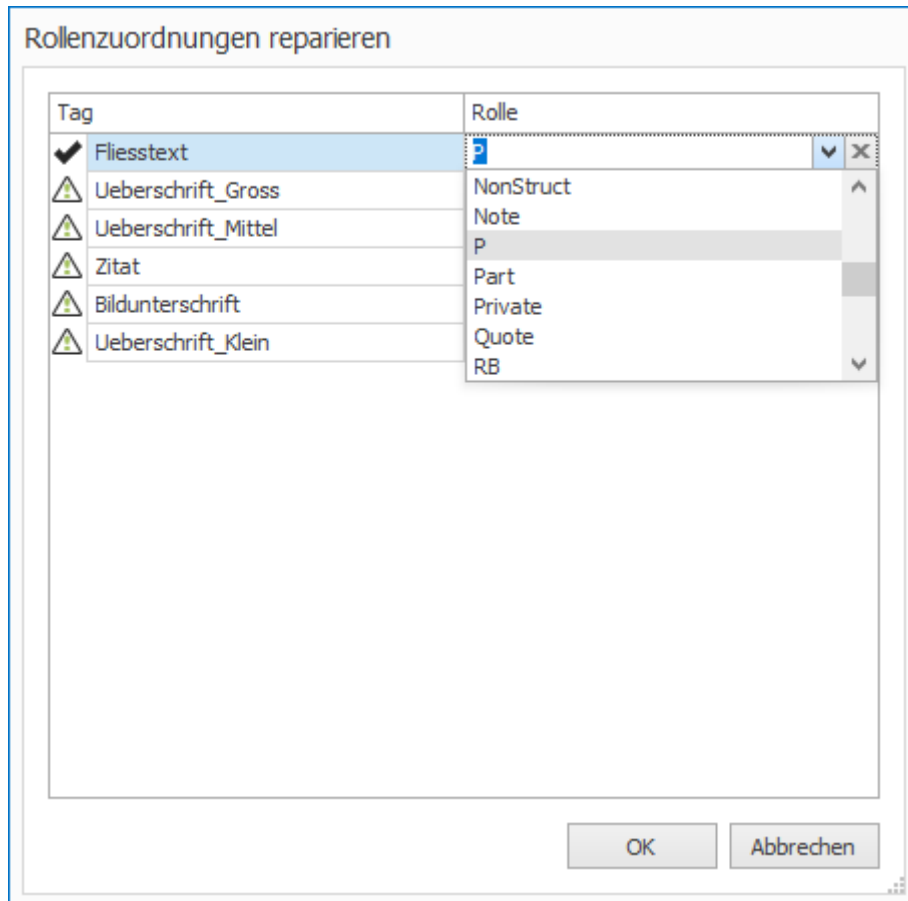 Rollenzuordnungen reparieren
Tag Rolle
Fliesstext P
Ueberschrift_Gross
Ueberschrift_Mittel
Zitat
Bildunterschrift
Ueberschrift_Klein
NonStruct
Note
P
Part
Private
Quote
RB
OK Abbrechen